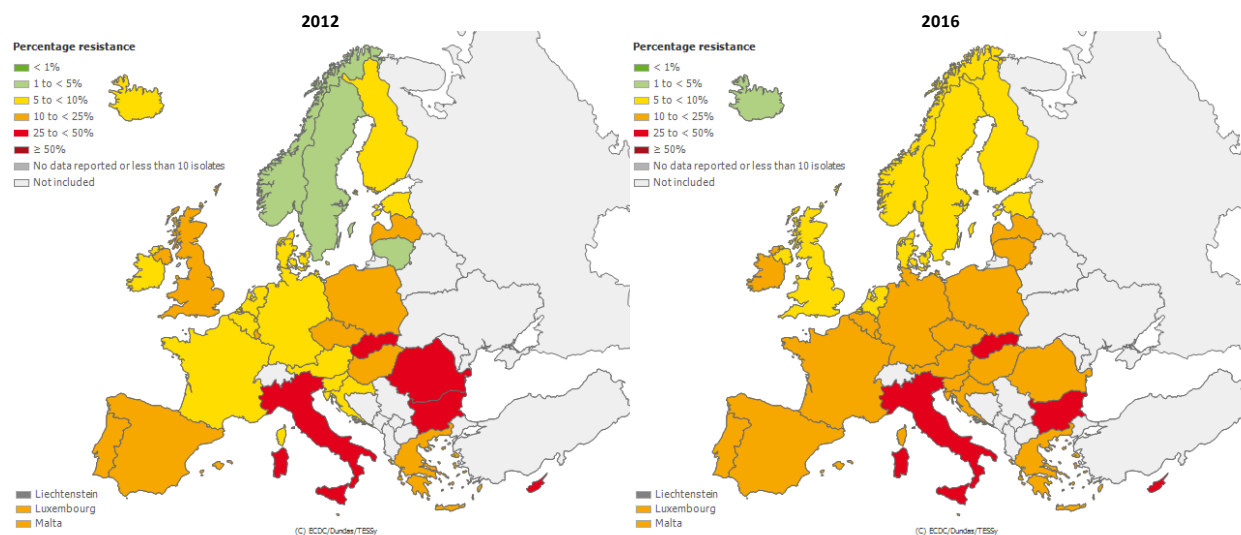 2012
Percentage resistance
< 1%
1 to < 5%
5 to < 10%
10 to < 25%
25 to < 50%
≥ 50%
No data reported or less than 10 isolates
Not included
Liechtenstein
Luxembourg
Malta
(C) ECDC/Dundas/TESSy
2016
Percentage resistance
< 1%
1 to < 5%
5 to < 10%
10 to < 25%
25 to < 50%
≥ 50%
No data reported or less than 10 isolates
Not included
Liechtenstein
Luxembourg
Malta
(C) ECDC/Dundas/TESSy